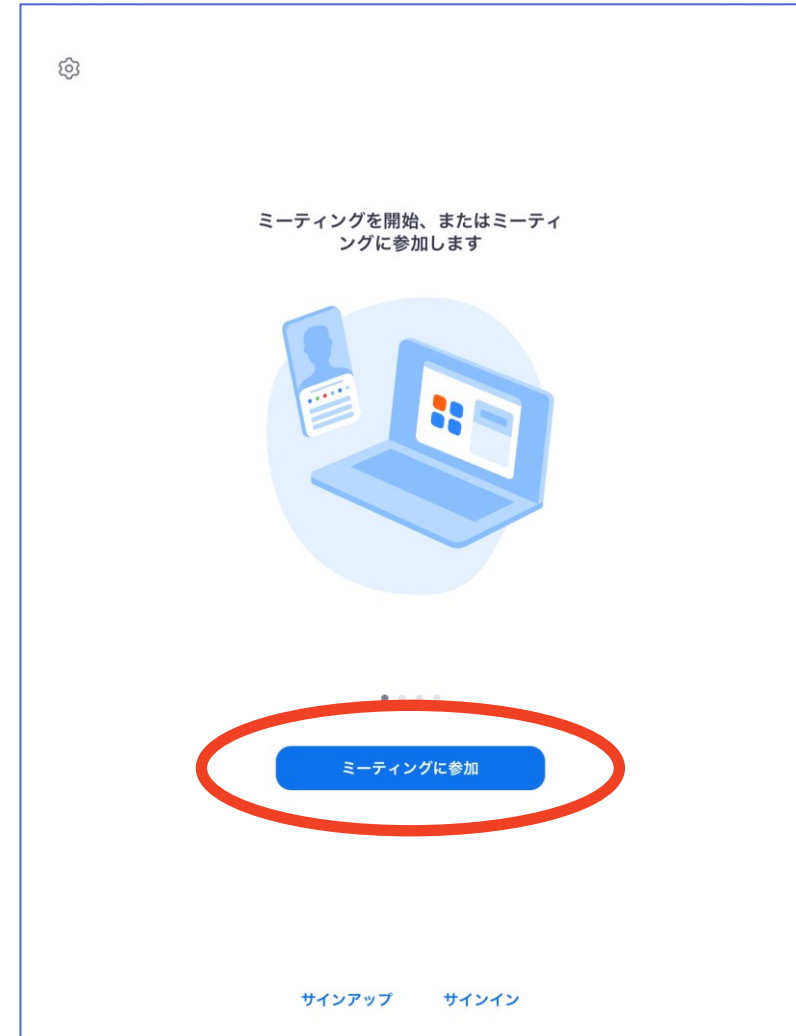 ミーティングを開始、またはミーティ
ングに参加します
ミーティングに参加
サインアップ サインイン